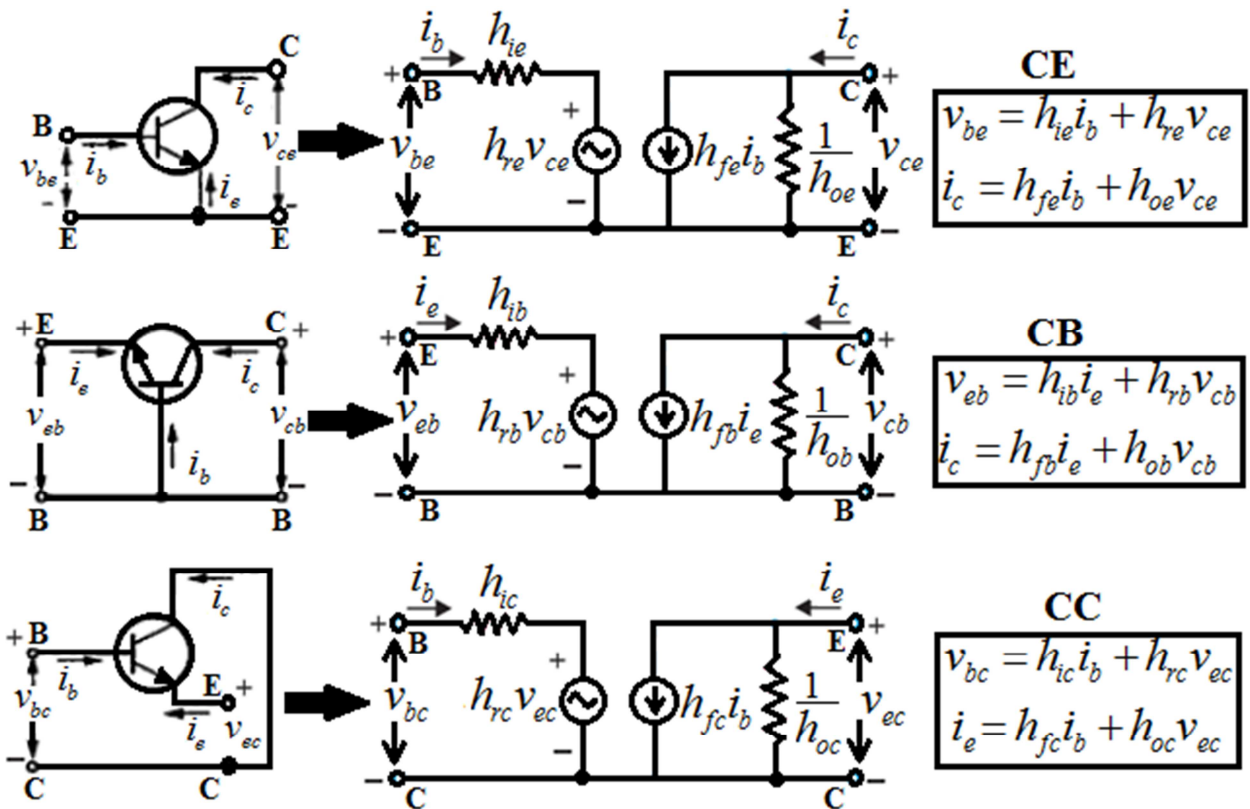 C
i_c
B
i_b
v_be
-
i_e
v_ce
-
E
E
i_b
h_ie
i_c
+
B
+
C
+
v_be
h_re v_ce
h_fe i_b
1/h_oe
v_ce
-
-
E
E
-
CE
v_be = h_ie i_b + h_re v_ce
i_c = h_fe i_b + h_oe v_ce
+ E
C +
i_e
i_c
v_eb
v_cb
i_b
-
-
B
B
i_e
h_ib
i_c
+
E
+
C
+
v_eb
h_rb v_cb
h_fb i_e
1/h_ob
v_cb
-
-
B
B
-
CB
v_eb = h_ib i_e + h_rb v_cb
i_c = h_fb i_e + h_ob v_cb
i_c
+ B
i_b
E +
v_bc
i_e
v_ec
-
C
C
i_b
h_ic
i_e
+
B
+
E
+
v_bc
h_rc v_ec
h_fc i_b
1/h_oc
v_ec
-
-
C
C
-
CC
v_bc = h_ic i_b + h_rc v_ec
i_e = h_fc i_b + h_oc v_ec